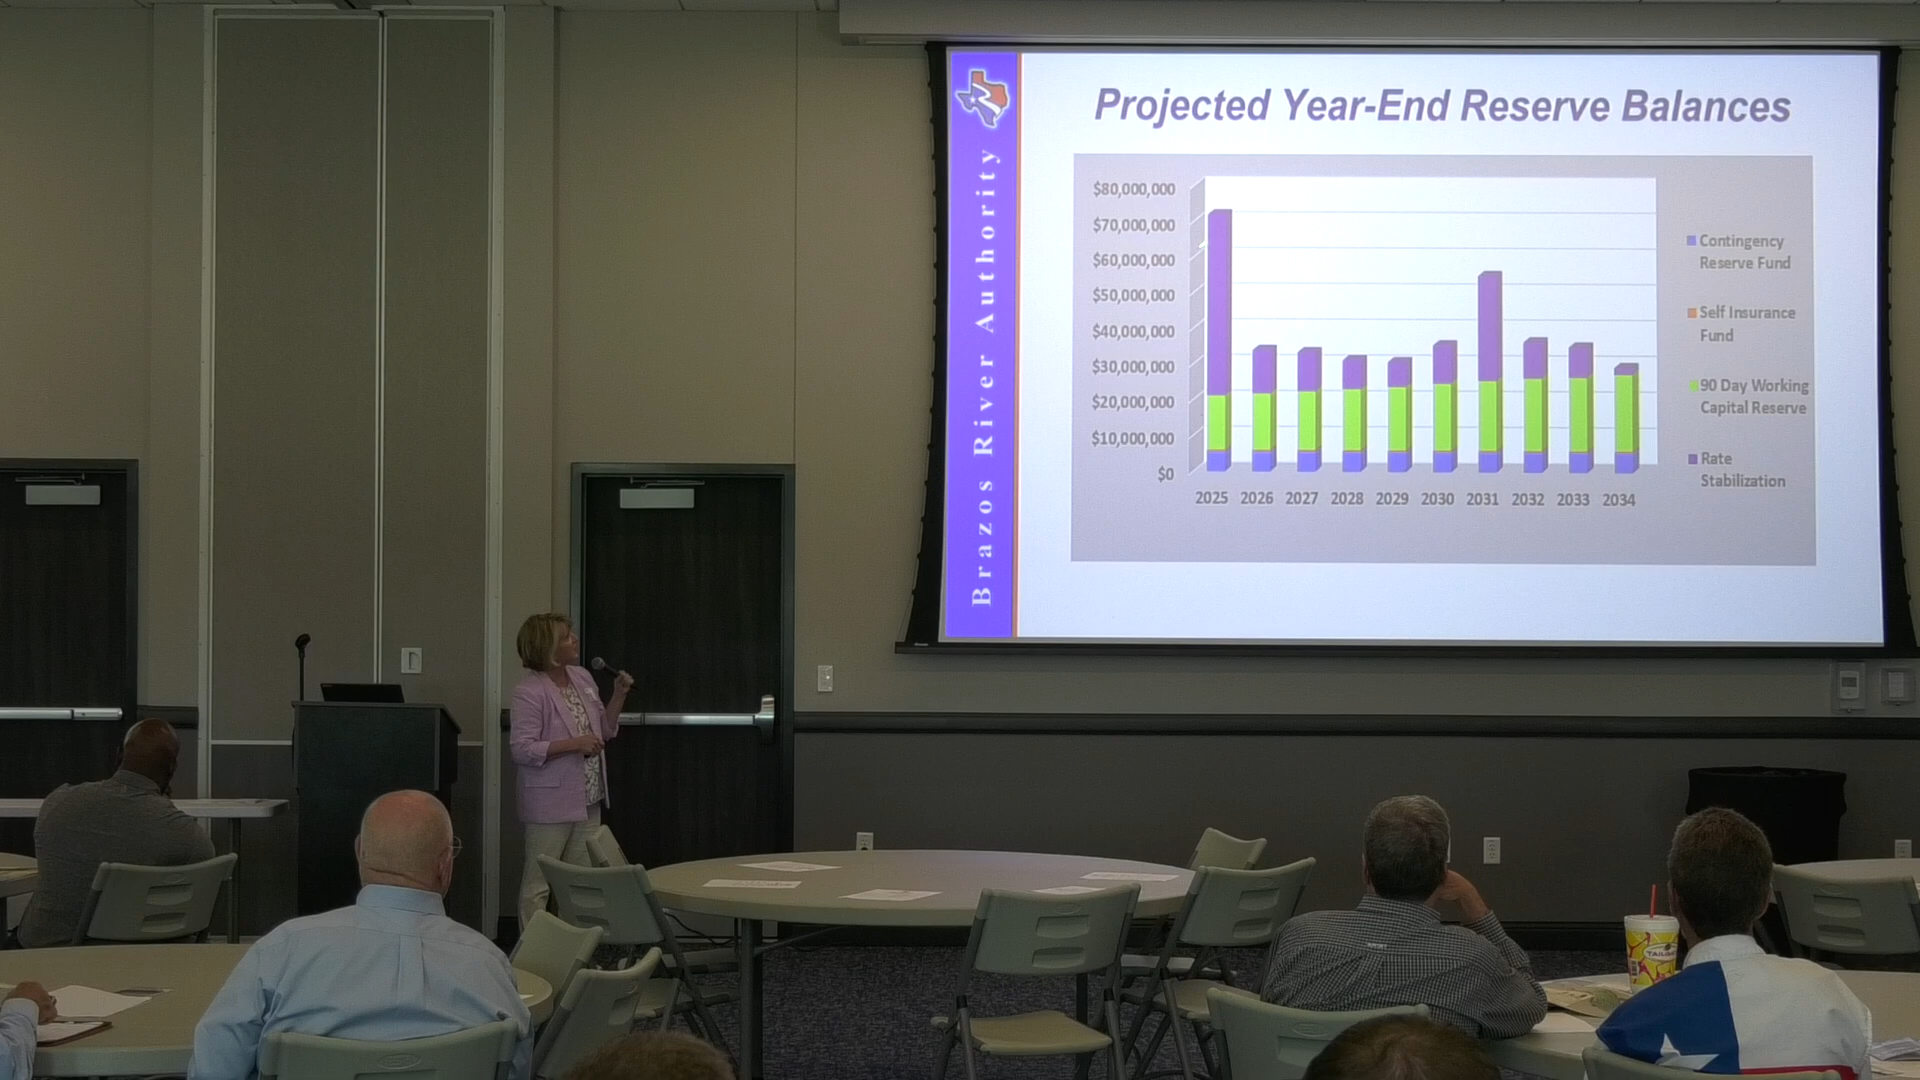 Brazos River Authority
Projected Year-End Reserve Balances
$80,000,000
$70,000,000
$60,000,000
$50,000,000
$40,000,000
$30,000,000
$20,000,000
$10,000,000
$0
2025 2026 2027 2028 2029 2030 2031 2032 2033 2034
Contingency
Reserve Fund
Self Insurance
Fund
90 Day Working
Capital Reserve
Rate
Stabilization